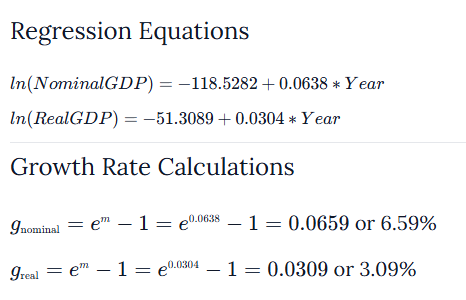 Regression Equations
ln(NominalGDP) = −118.5282 + 0.0638 ∗ Year
ln(RealGDP) = −51.3089 + 0.0304 ∗ Year
Growth Rate Calculations
g_nominal = e^m − 1 = e^0.0638 − 1 = 0.0659 or 6.59%
g_real = e^m − 1 = e^0.0304 − 1 = 0.0309 or 3.09%